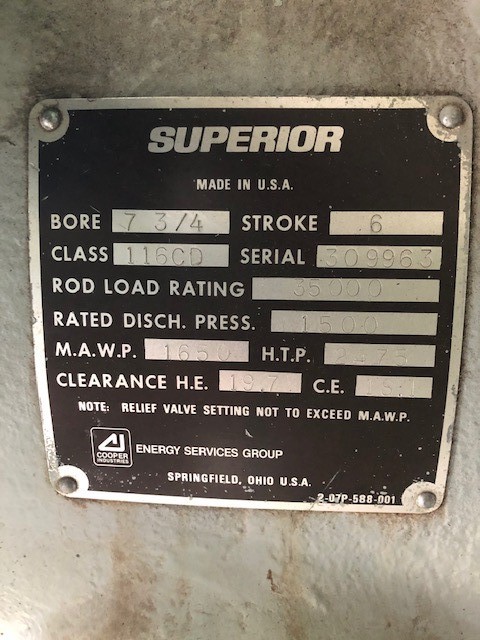 SUPERIOR
MADE IN U.S.A.
BORE 7 3/4 STROKE 6
CLASS 116CD SERIAL 309963
ROD LOAD RATING 35000
RATED DISCH. PRESS. 1500
M.A.W.P. 1650 H.T.P.
CLEARANCE H.E. 19.7 C.E.
NOTE: RELIEF VALVE SETTING NOT TO EXCEED M.A.W.P.
COOPER
INDUSTRIES
ENERGY SERVICES GROUP
SPRINGFIELD, OHIO U.S.A.
2-07P-588-001